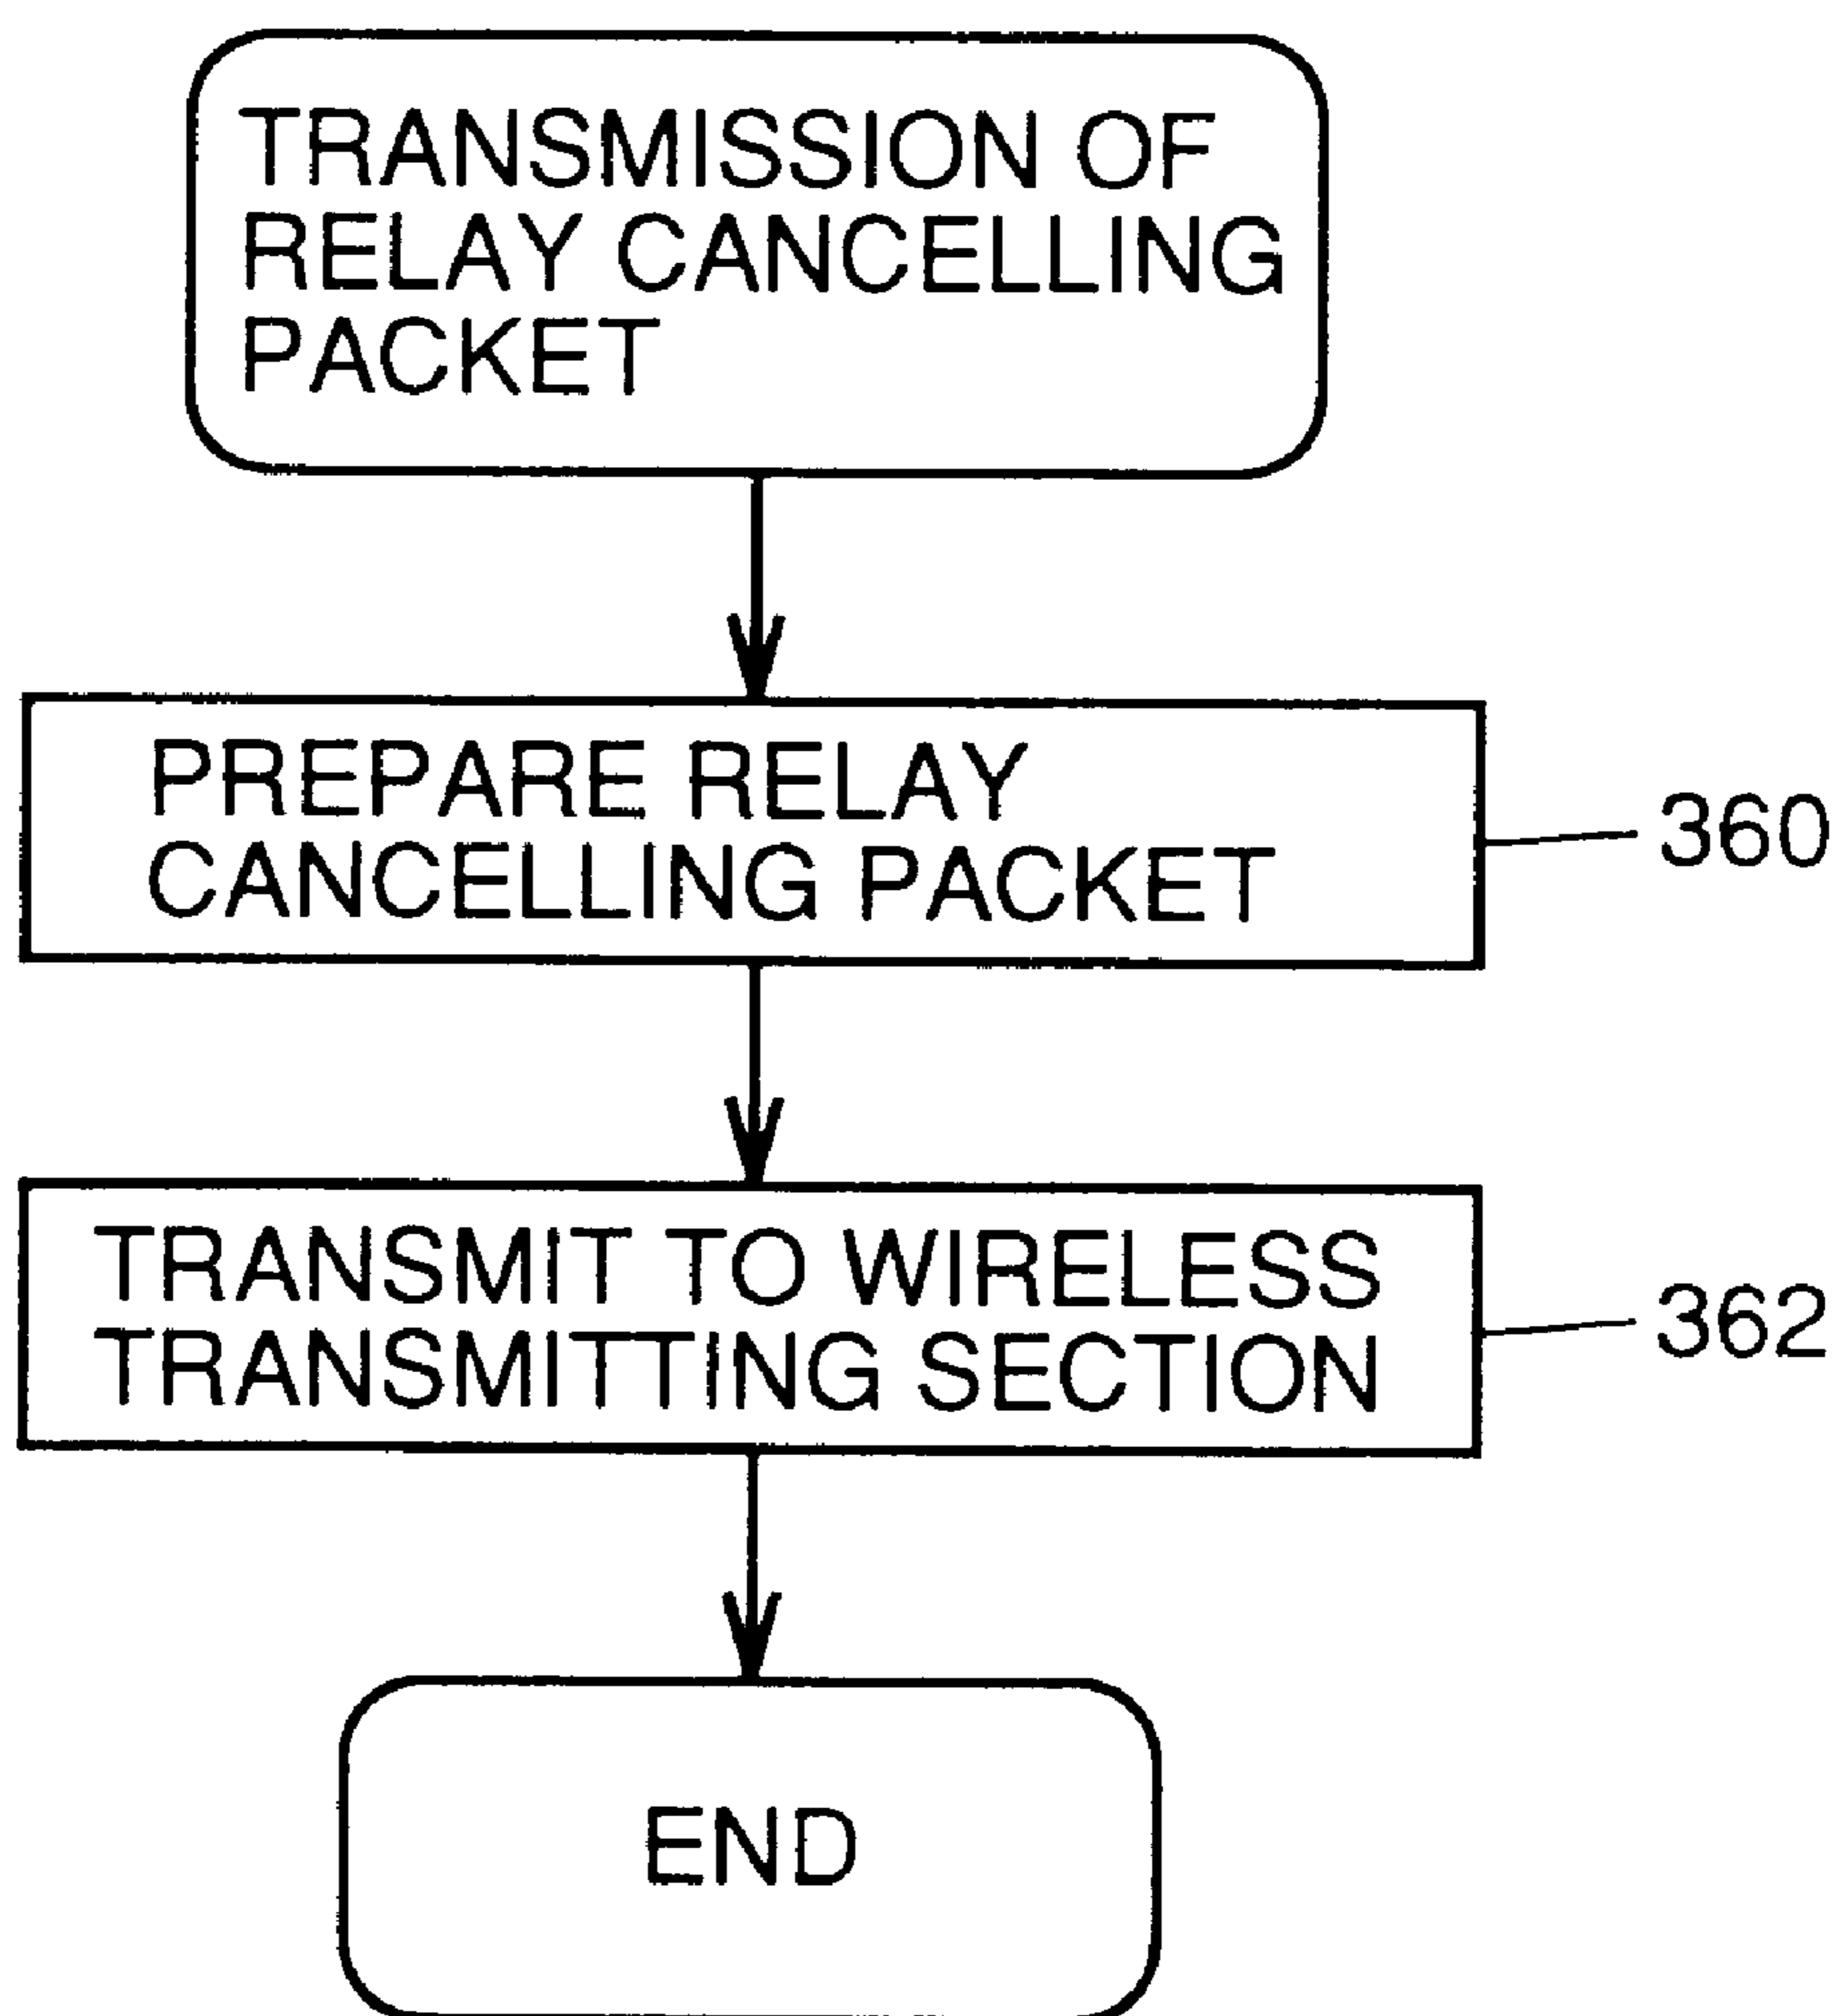 TRANSMISSION OF
RELAY CANCELLING
PACKET
PREPARE RELAY
CANCELLING PACKET
360
TRANSMIT TO WIRELESS
TRANSMITTING SECTION
362
END